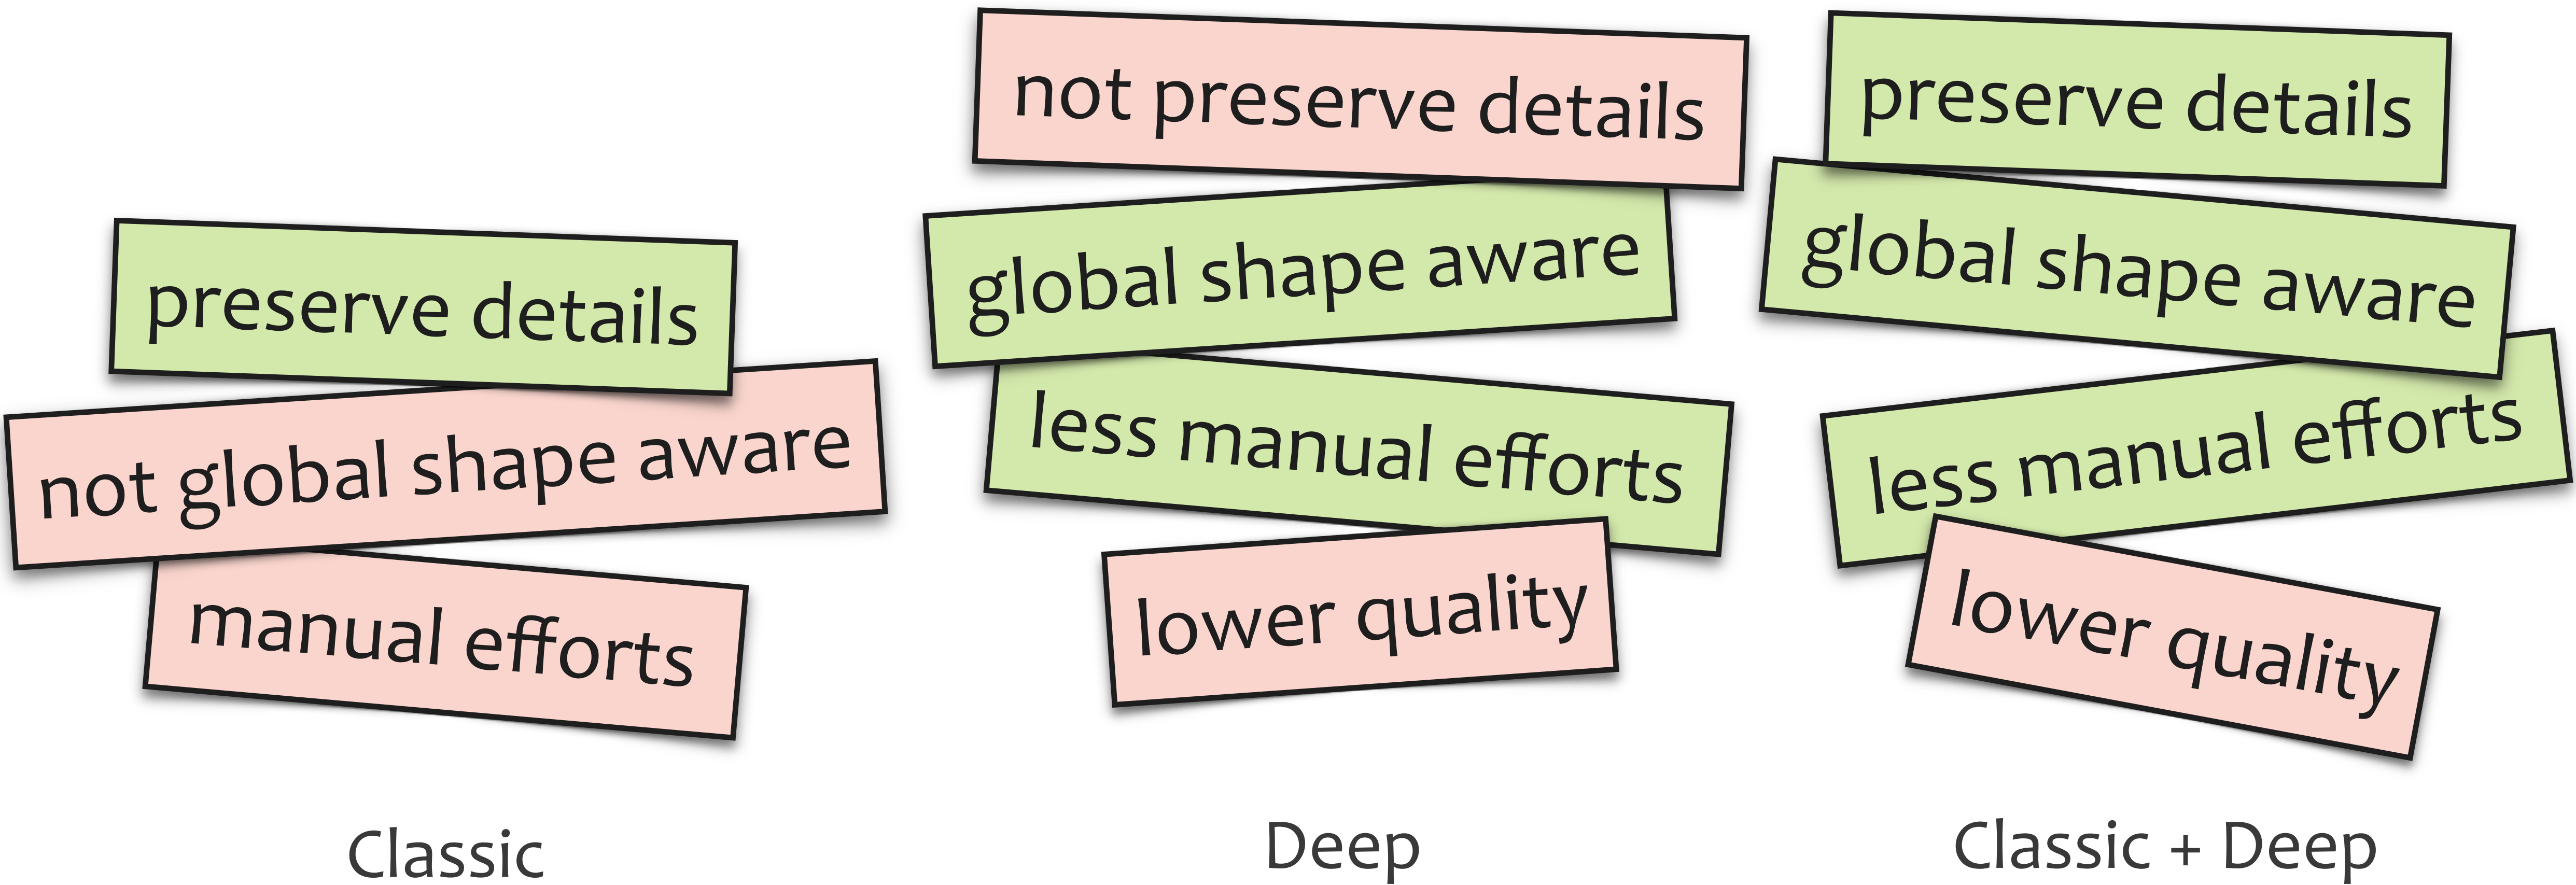 preserve details
not global shape aware
manual efforts
Classic
not preserve details
global shape aware
less manual efforts
lower quality
Deep
preserve details
global shape aware
less manual efforts
lower quality
Classic + Deep